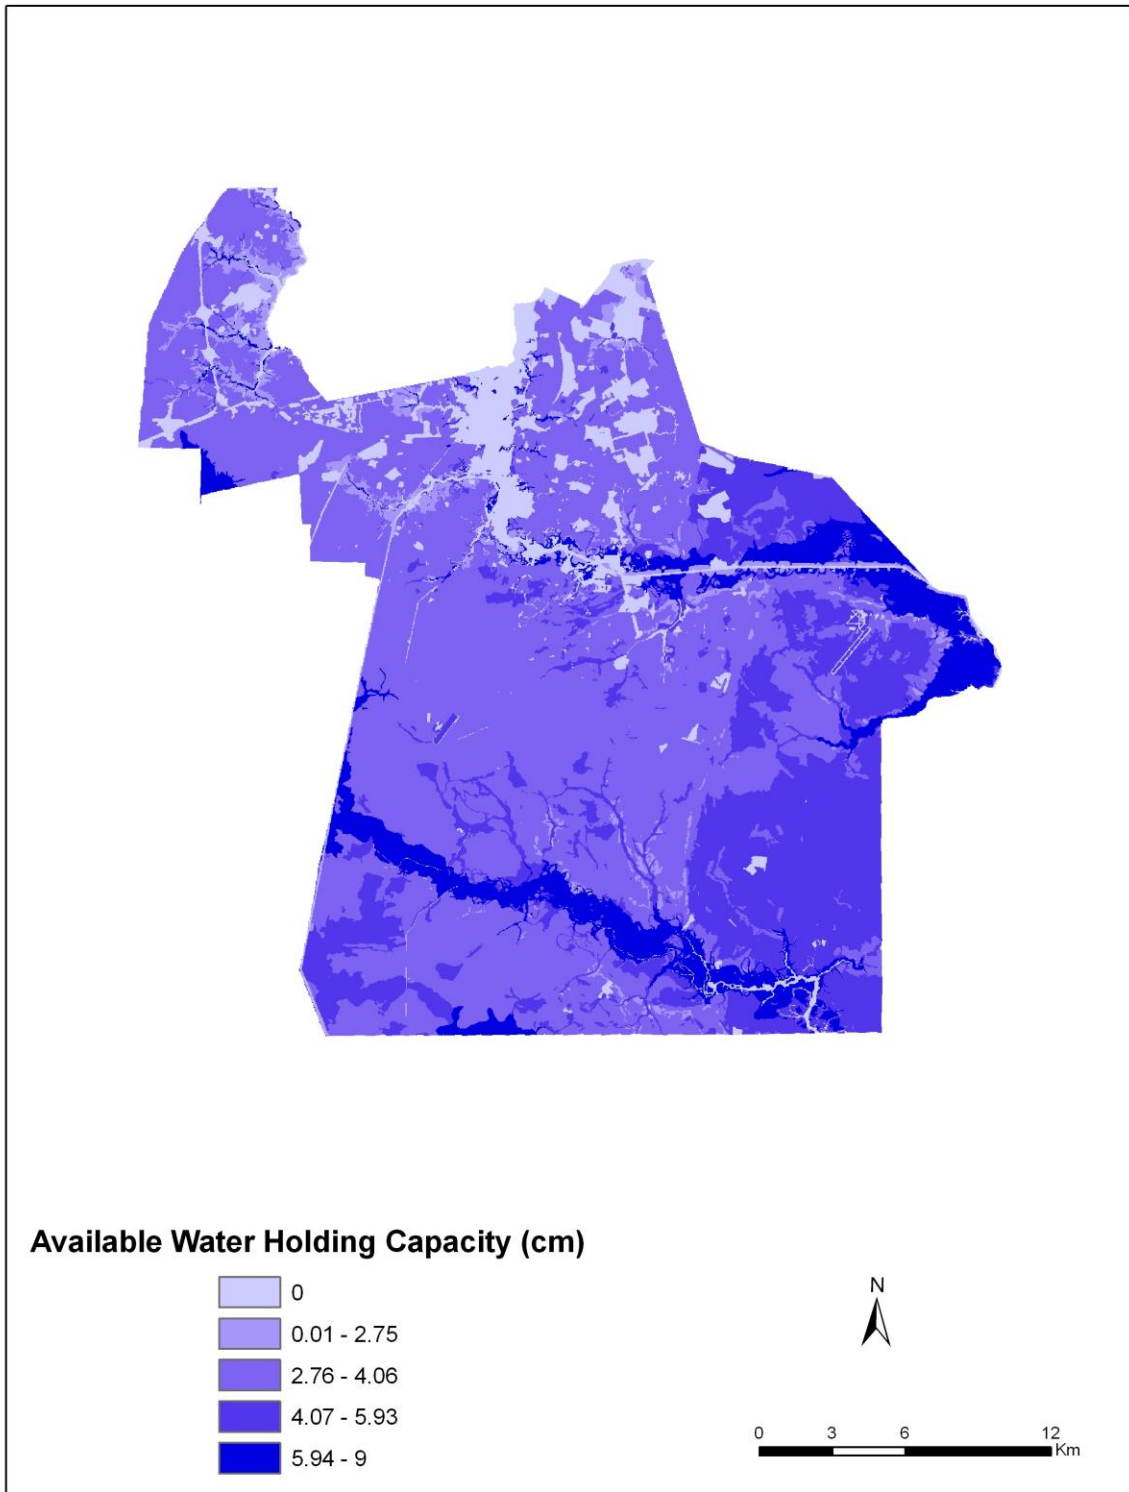 Available Water Holding Capacity (cm)
0
0.01 - 2.75
2.76 - 4.06
4.07 - 5.93
5.94 - 9
N
0 3 6 12
Km